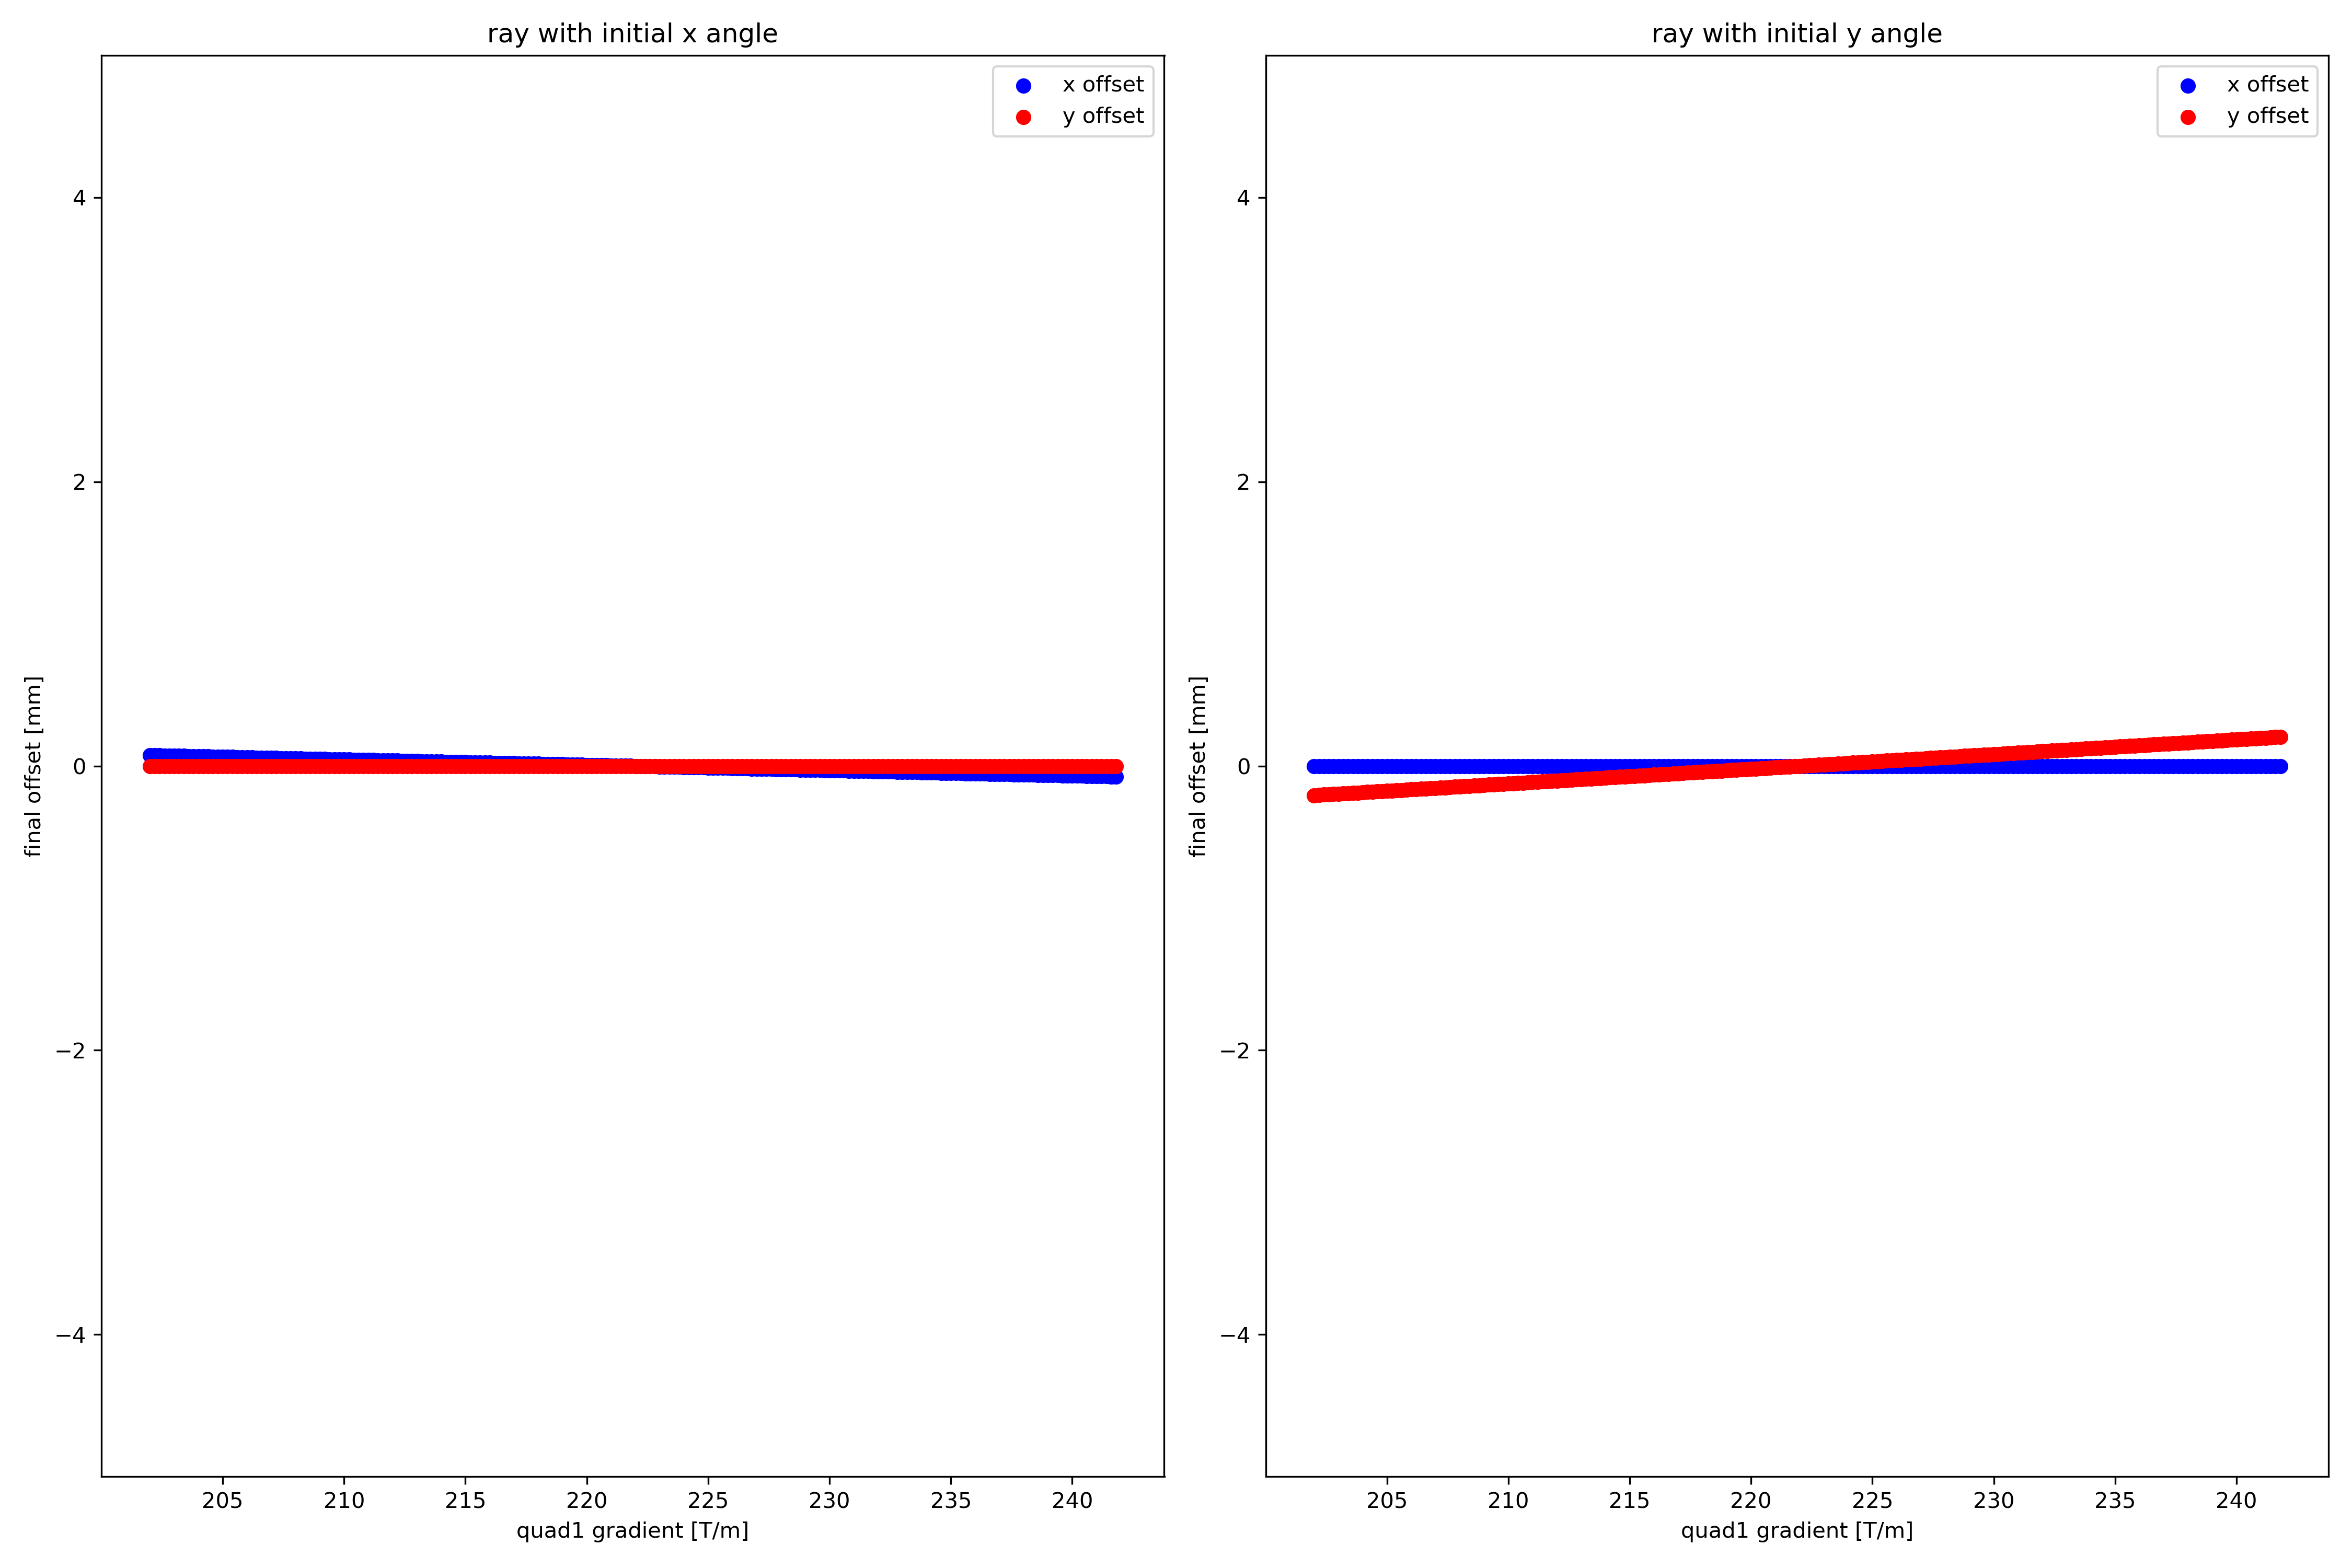 ray with initial x angle
x offset
y offset
4
2
0
−2
−4
final offset [mm]
205 210 215 220 225 230 235 240
quad1 gradient [T/m]
ray with initial y angle
x offset
y offset
4
2
0
−2
−4
final offset [mm]
205 210 215 220 225 230 235 240
quad1 gradient [T/m]